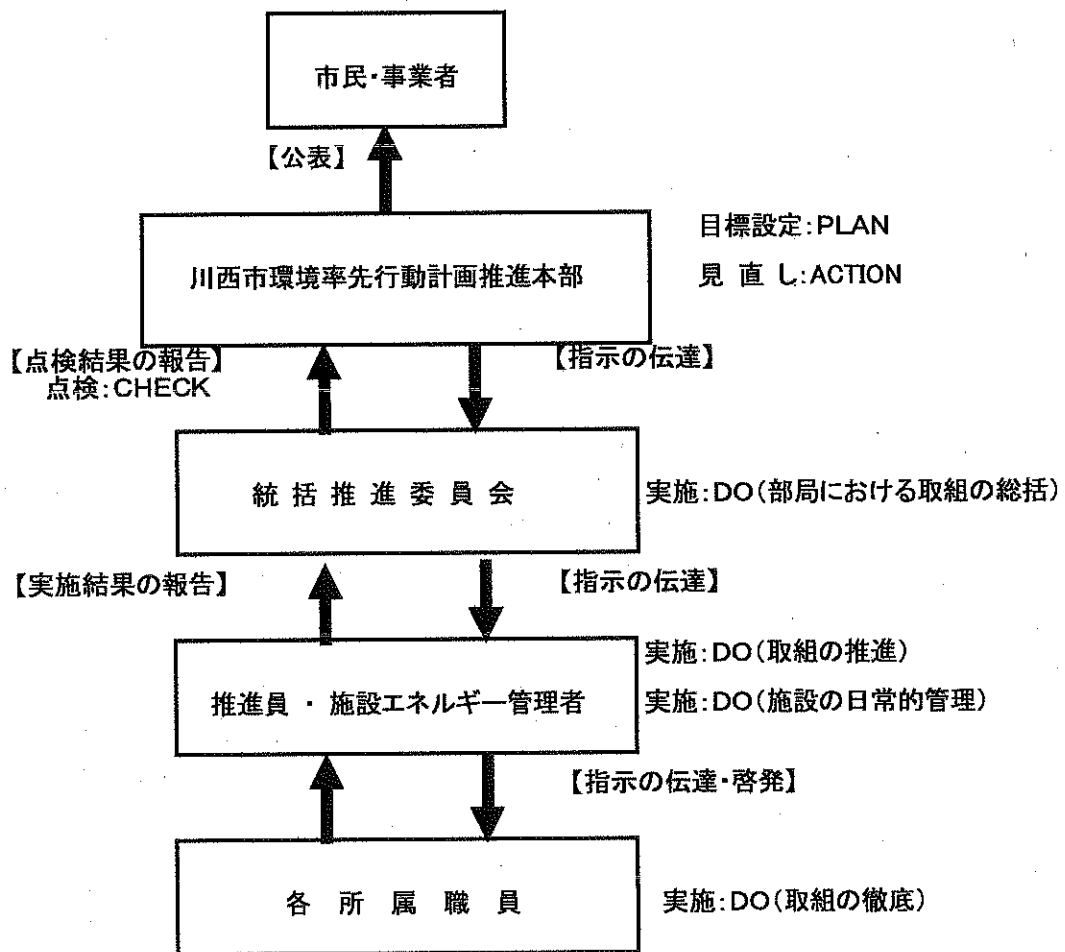 市民・事業者
【公表】
川西市環境率先行動計画推進本部
目標設定:PLAN
見 直 し:ACTION
【点検結果の報告】
点検:CHECK
【指示の伝達】
統 括 推 進 委 員 会
実施:DO(部局における取組の総括)
【実施結果の報告】
【指示の伝達】
推進員 ・ 施設エネルギー管理者
実施:DO(取組の推進)
実施:DO(施設の日常的管理)
【指示の伝達・啓発】
各 所 属 職 員
実施:DO(取組の徹底)